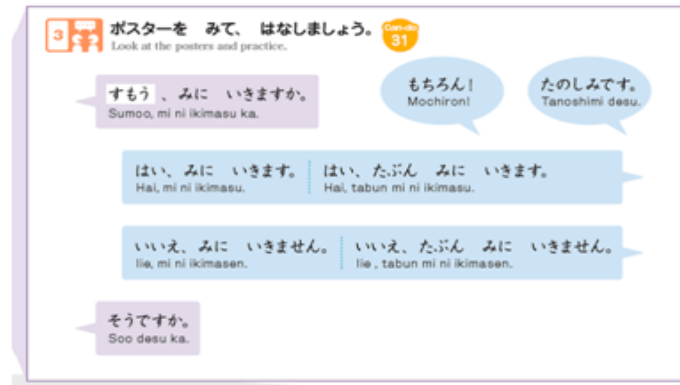 3 ポスターを みて、 はなしましょう。 Can-do 31
Look at the posters and practice.
すもう 、みに いきますか。
Sumoo, mi ni ikimasu ka.
もちろん！
Mochiron!
たのしみです。
Tanoshimi desu.
はい、みに いきます。
Hai, mi ni ikimasu.
はい、たぶん みに いきます。
Hai, tabun mi ni ikimasu.
いいえ、みに いきません。
Iie, mi ni ikimasen.
いいえ、たぶん みに いきません。
Iie , tabun mi ni ikimasen.
そうですか。
Soo desu ka.